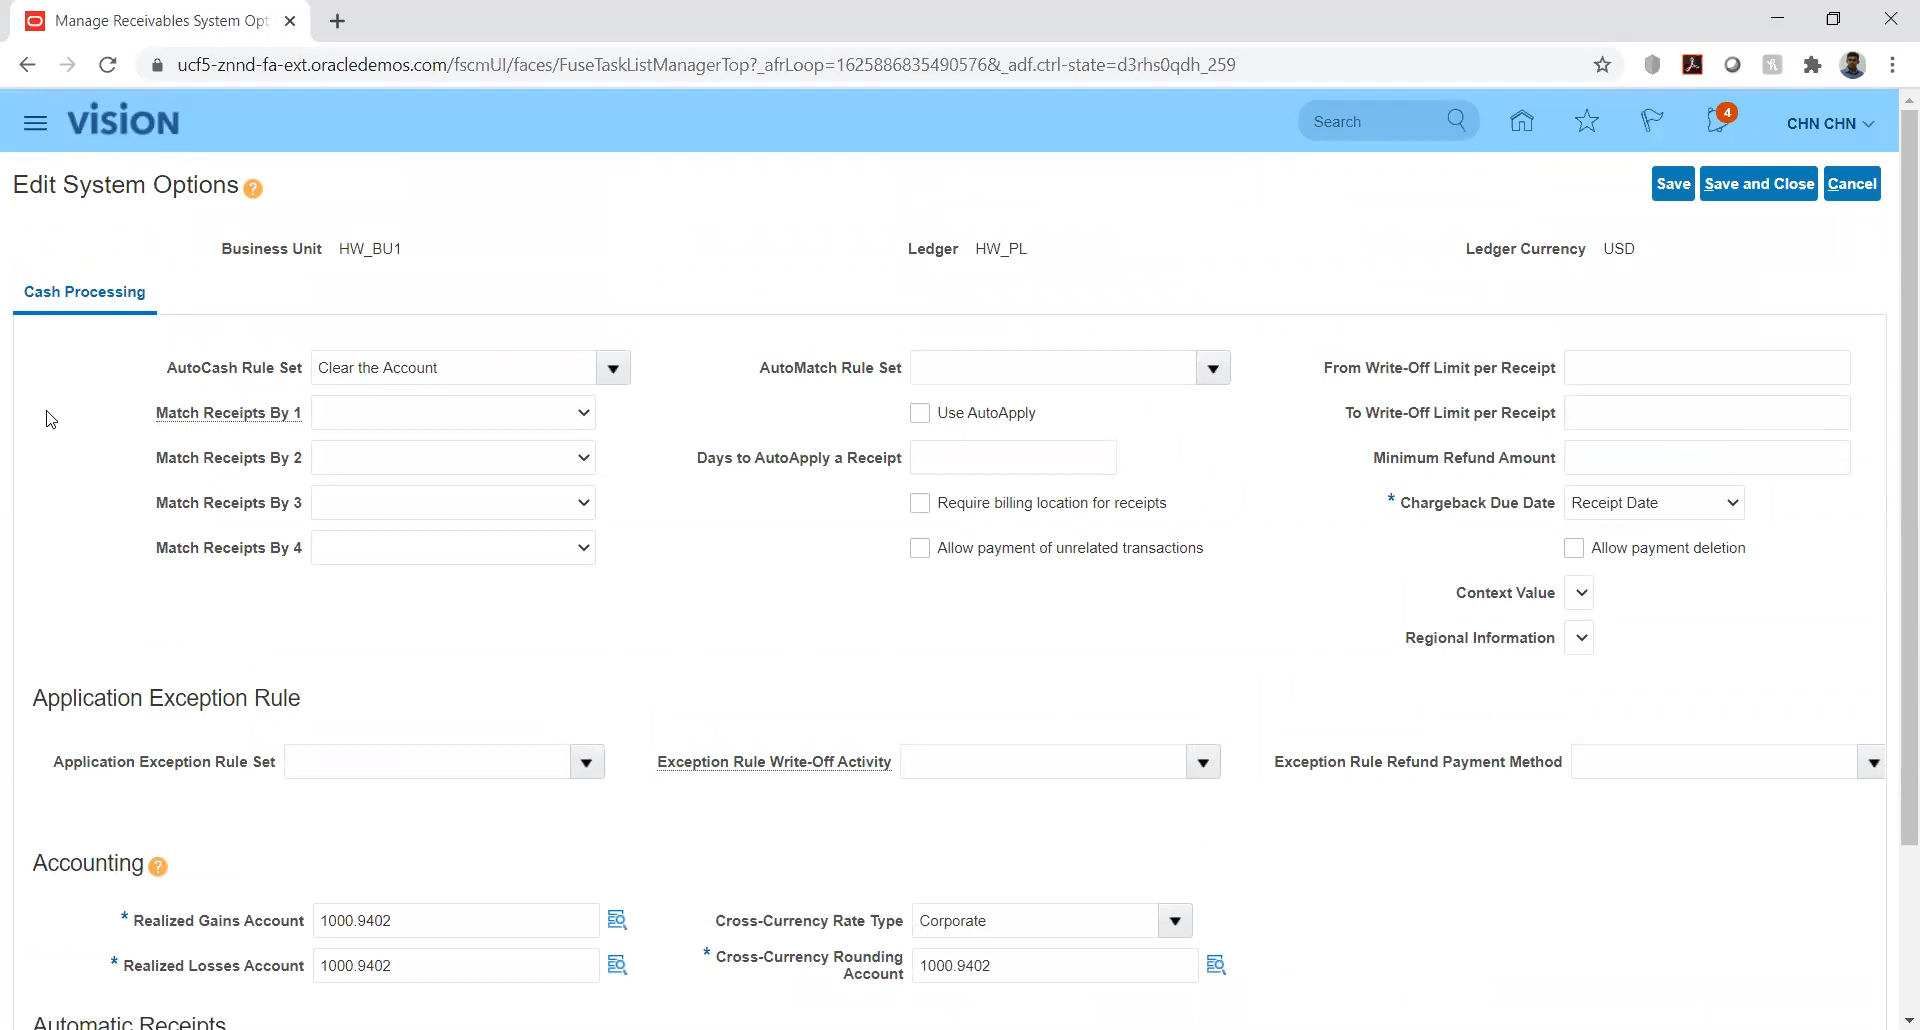 Manage Receivables System Opt
ucf5-znnd-fa-ext.oracledemos.com/fscmUI/faces/FuseTaskListManagerTop?_afrLoop=1625886835490576&_adf.ctrl-state=d3rhs0qdh_259
vision
Search
4
CHN CHN
Edit System Options ?
Save
Save and Close
Cancel
Business Unit HW_BU1
Ledger HW_PL
Ledger Currency USD
Cash Processing
AutoCash Rule Set Clear the Account
AutoMatch Rule Set
From Write-Off Limit per Receipt
Match Receipts By 1
Use AutoApply
To Write-Off Limit per Receipt
Match Receipts By 2
Days to AutoApply a Receipt
Minimum Refund Amount
Match Receipts By 3
Require billing location for receipts
* Chargeback Due Date Receipt Date
Match Receipts By 4
Allow payment of unrelated transactions
Allow payment deletion
Context Value
Regional Information
Application Exception Rule
Application Exception Rule Set
Exception Rule Write-Off Activity
Exception Rule Refund Payment Method
Accounting ?
* Realized Gains Account 1000.9402
Cross-Currency Rate Type Corporate
* Realized Losses Account 1000.9402
* Cross-Currency Rounding
Account 1000.9402
Automatic Receipts